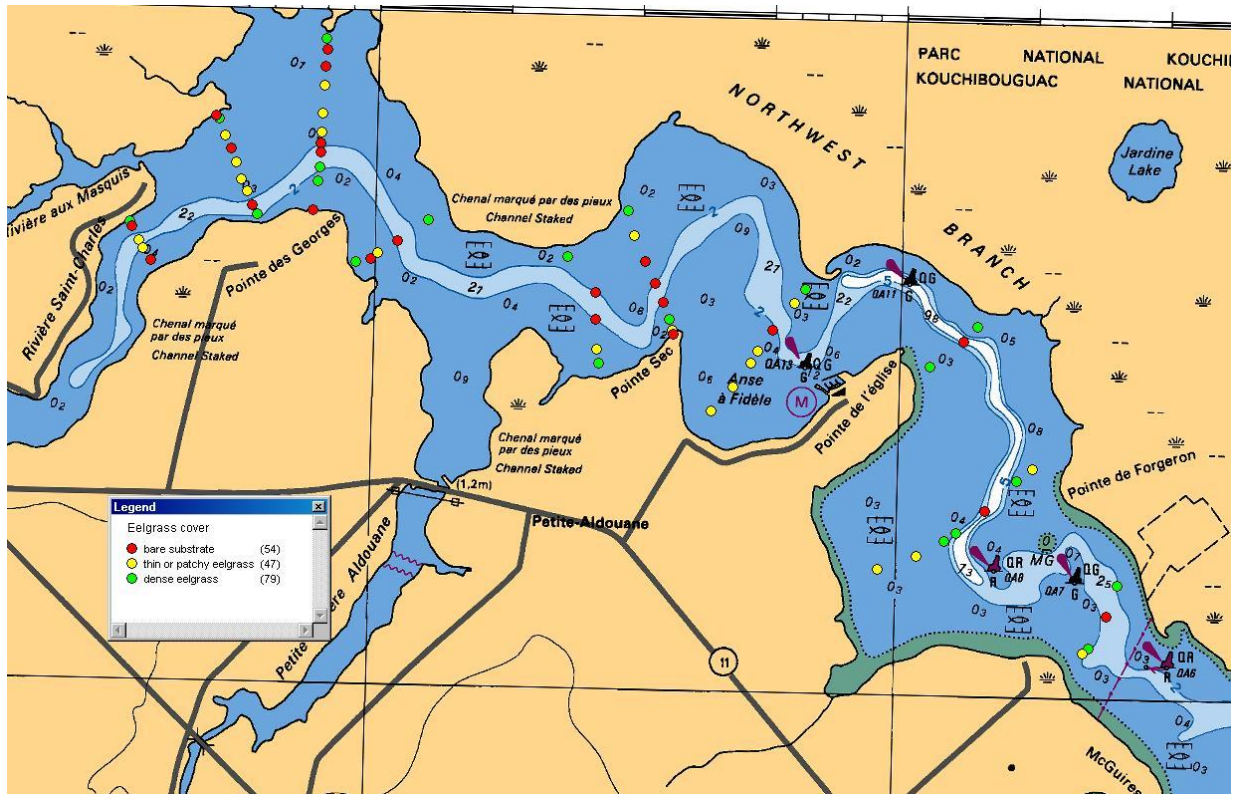 PARC NATIONAL KOUCHI
KOUCHIBOUGUAC NATIONAL
NORTHWEST
BRANCH
Jardine
Lake
Rivière aux Masquis
Rivière Saint-Charles
Pointe des Georges
Chenal marqué par des pieux
Channel Staked
Chenal marqué
par des pieux
Channel Staked
Chenal marqué
par des pieux
Channel Staked
Pointe Sec
Anse
à Fidèle
Pointe de l'église
Pointe de Forgeron
QG
QA11
G
QA13
QG
G
M
(1,2m)
Petite-Aldouane
11
QR
QA8
R
MG
QG
QA7
G
QR
QA6
R
McGuires
Legend
Eelgrass cover
bare substrate (54)
thin or patchy eelgrass (47)
dense eelgrass (79)